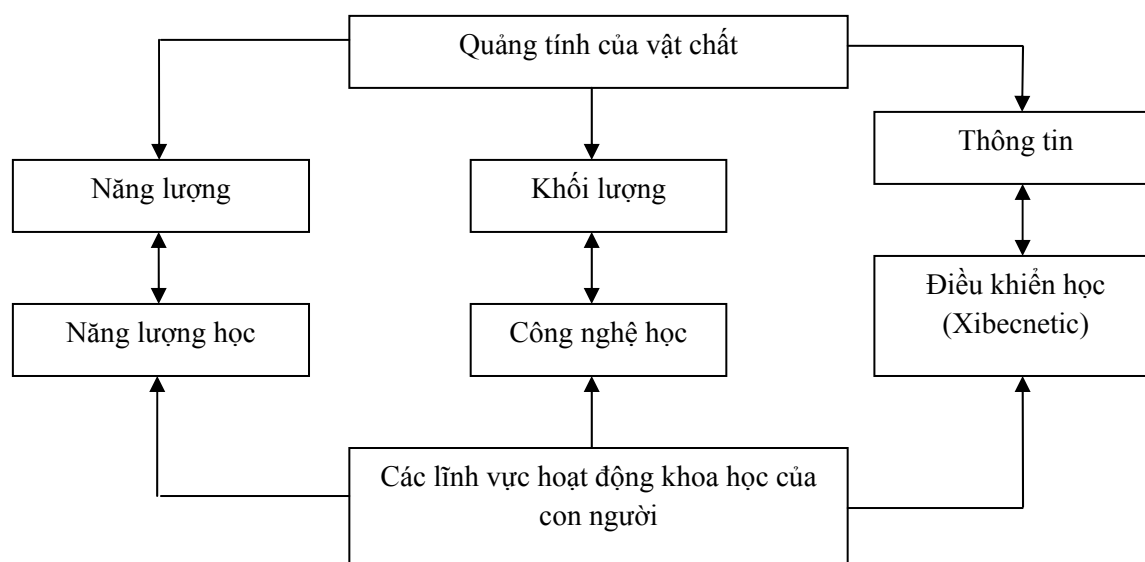 Quảng tính của vật chất
Năng lượng
Khối lượng
Thông tin
Năng lượng học
Công nghệ học
Điều khiển học
(Xibecnetic)
Các lĩnh vực hoạt động khoa học của
con người